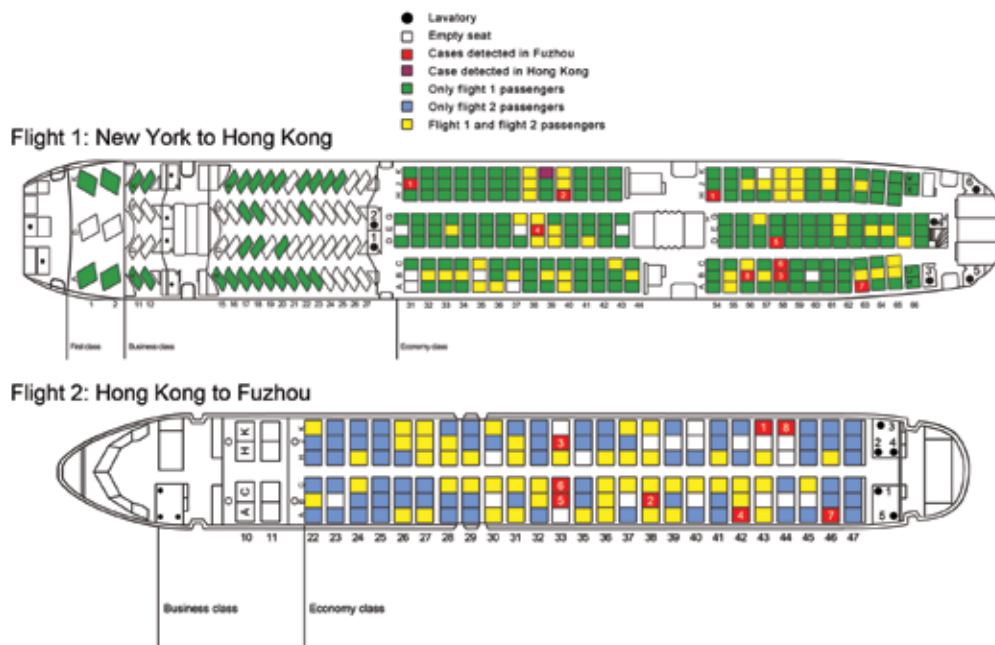 Lavatory
Empty seat
Cases detected in Fuzhou
Case detected in Hong Kong
Only flight 1 passengers
Only flight 2 passengers
Flight 1 and flight 2 passengers
Flight 1: New York to Hong Kong
1 2 11 12 15 16 17 18 19 20 21 22 23 24 25 26 27 31 32 33 34 35 36 37 38 39 40 41 42 43 44 54 55 56 57 58 59 60 61 62 63 64 65 66
First class
Business class
Economy class
Flight 2: Hong Kong to Fuzhou
H K
A C
10 11 22 23 24 25 26 27 28 29 30 31 32 33 35 36 37 38 39 40 41 42 43 44 45 46 47
Business class
Economy class